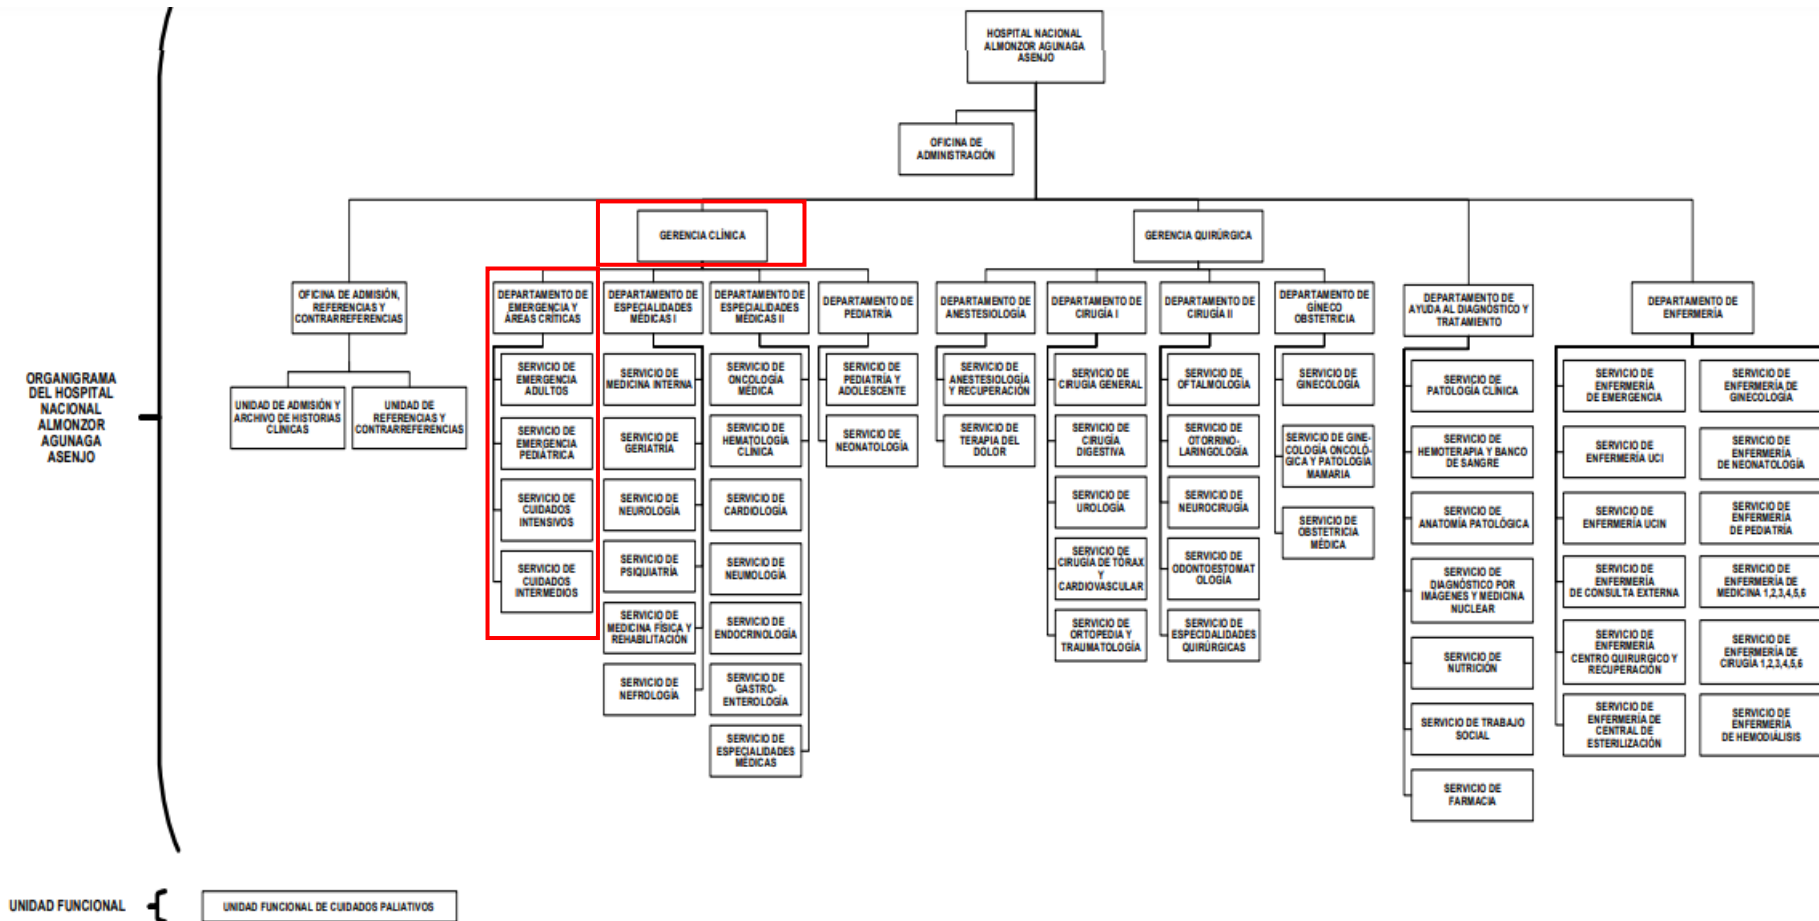 HOSPITAL NACIONAL
ALMONZOR AGUNAGA
ASENJO
OFICINA DE
ADMINISTRACIÓN
GERENCIA CLÍNICA
GERENCIA QUIRÚRGICA
OFICINA DE ADMISIÓN,
REFERENCIAS Y
CONTRARREFERENCIAS
UNIDAD DE ADMISIÓN Y
ARCHIVO DE HISTORIAS
CLÍNICAS
UNIDAD DE
REFERENCIAS Y
CONTRARREFERENCIAS
DEPARTAMENTO DE
EMERGENCIA Y
ÁREAS CRÍTICAS
SERVICIO DE
EMERGENCIA
ADULTOS
SERVICIO DE
EMERGENCIA
PEDIÁTRICA
SERVICIO DE
CUIDADOS
INTENSIVOS
SERVICIO DE
CUIDADOS
INTERMEDIOS
DEPARTAMENTO DE
ESPECIALIDADES
MÉDICAS I
SERVICIO DE
MEDICINA INTERNA
SERVICIO DE
GERIATRÍA
SERVICIO DE
NEUROLOGÍA
SERVICIO DE
PSIQUIATRÍA
SERVICIO DE
MEDICINA FÍSICA Y
REHABILITACIÓN
SERVICIO DE
NEFROLOGÍA
DEPARTAMENTO DE
ESPECIALIDADES
MÉDICAS II
SERVICIO DE
ONCOLOGÍA
MÉDICA
SERVICIO DE
HEMATOLOGÍA
CLÍNICA
SERVICIO DE
CARDIOLOGÍA
SERVICIO DE
NEUMOLOGÍA
SERVICIO DE
ENDOCRINOLOGÍA
SERVICIO DE
GASTRO-
ENTEROLOGÍA
SERVICIO DE
ESPECIALIDADES
MÉDICAS
DEPARTAMENTO DE
PEDIATRÍA
SERVICIO DE
PEDIATRÍA Y
ADOLESCENTE
SERVICIO DE
NEONATOLOGÍA
DEPARTAMENTO DE
ANESTESIOLOGÍA
SERVICIO DE
ANESTESIOLOGÍA
Y RECUPERACIÓN
SERVICIO DE
TERAPIA DEL
DOLOR
DEPARTAMENTO DE
CIRUGÍA I
SERVICIO DE
CIRUGÍA GENERAL
SERVICIO DE
CIRUGÍA
DIGESTIVA
SERVICIO DE
UROLOGÍA
SERVICIO DE
CIRUGÍA DE TÓRAX
Y
CARDIOVASCULAR
SERVICIO DE
ORTOPEDIA Y
TRAUMATOLOGÍA
DEPARTAMENTO DE
CIRUGÍA II
SERVICIO DE
OFTALMOLOGÍA
SERVICIO DE
OTORRINO-
LARINGOLOGÍA
SERVICIO DE
NEUROCIRUGÍA
SERVICIO DE
ODONTOESTOMAT
OLOGÍA
SERVICIO DE
ESPECIDALIDADES
QUIRÚRGICAS
DEPARTAMENTO DE
GÍNECO
OBSTETRICIA
SERVICIO DE
GINECOLOGÍA
SERVICIO DE GINE-
COLOGÍA ONCOLÓ-
GICA Y PATOLOGÍA
MAMARIA
SERVICIO DE
OBSTETRICIA
MÉDICA
DEPARTAMENTO DE
AYUDA AL DIAGNÓSTICO Y
TRATAMIENTO
SERVICIO DE
PATOLOGÍA CLÍNICA
SERVICIO DE
HEMOTERAPIA Y BANCO
DE SANGRE
SERVICIO DE
ANATOMÍA PATOLÓGICA
SERVICIO DE
DIAGNÓSTICO POR
IMÁGENES Y MEDICINA
NUCLEAR
SERVICIO DE
NUTRICIÓN
SERVICIO DE TRABAJO
SOCIAL
SERVICIO DE
FARMACIA
DEPARTAMENTO DE
ENFERMERÍA
SERVICIO DE
ENFERMERÍA
DE EMERGENCIA
SERVICIO DE
ENFERMERÍA UCI
SERVICIO DE
ENFERMERÍA UCIN
SERVICIO DE
ENFERMERÍA
DE CONSULTA EXTERNA
SERVICIO DE
ENFERMERÍA
CENTRO QUIRURGICO Y
RECUPERACIÓN
SERVICIO DE
ENFERMERÍA DE
CENTRAL DE
ESTERILIZACIÓN
SERVICIO DE
ENFERMERÍA DE
GINECOLOGÍA
SERVICIO DE
ENFERMERÍA
DE NEONATOLOGÍA
SERVICIO DE
ENFERMERÍA
DE PEDIATRÍA
SERVICIO DE
ENFERMERÍA DE
MEDICINA 1,2,3,4,5,6
SERVICIO DE
ENFERMERÍA DE
CIRUGÍA 1,2,3,4,5,6
SERVICIO DE
ENFERMERÍA
DE HEMODIÁLISIS
ORGANIGRAMA
DEL HOSPITAL
NACIONAL
ALMONZOR
AGUNAGA
ASENJO
UNIDAD FUNCIONAL
UNIDAD FUNCIONAL DE CUIDADOS PALIATIVOS